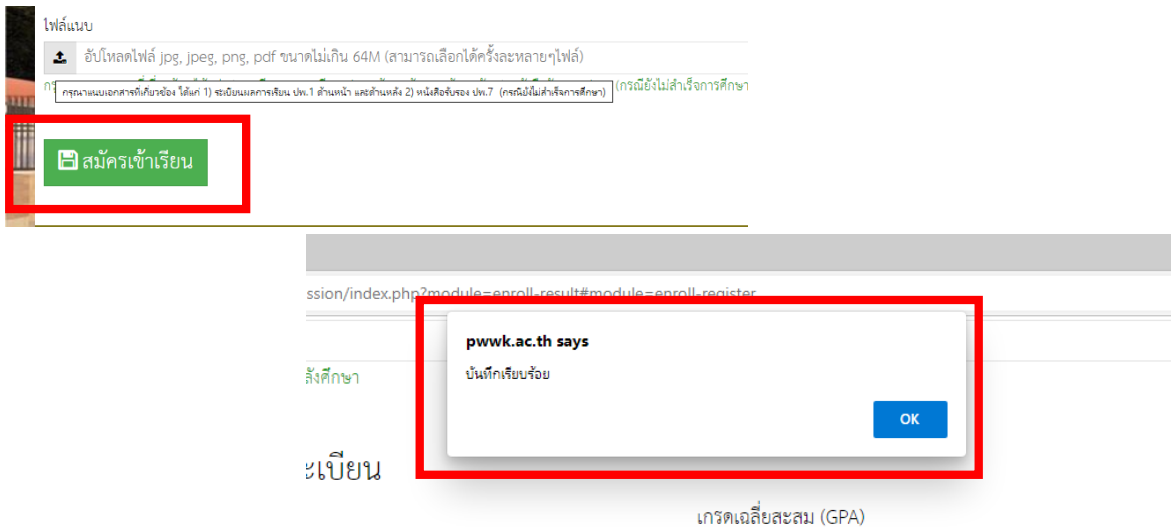 ไฟล์แนบ
อัปโหลดไฟล์ jpg, jpeg, png, pdf ขนาดไม่เกิน 64M (สามารถเลือกได้ครั้งละหลายๆไฟล์)
(กรณียังไม่สำเร็จการศึกษา
กรุณาแนบเอกสารที่เกี่ยวข้อง ได้แก่ 1) ระเบียนผลการเรียน ปพ.1 ด้านหน้า และด้านหลัง 2) หนังสือรับรอง ปพ.7 (กรณียังไม่สำเร็จการศึกษา)
สมัครเข้าเรียน
ssion/index.php?module=enroll-result#module=enroll-register
pwwk.ac.th says
บันทึกเรียบร้อย
ลังศึกษา
OK
ะเบียน
เกรดเฉลี่ยสะสม (GPA)